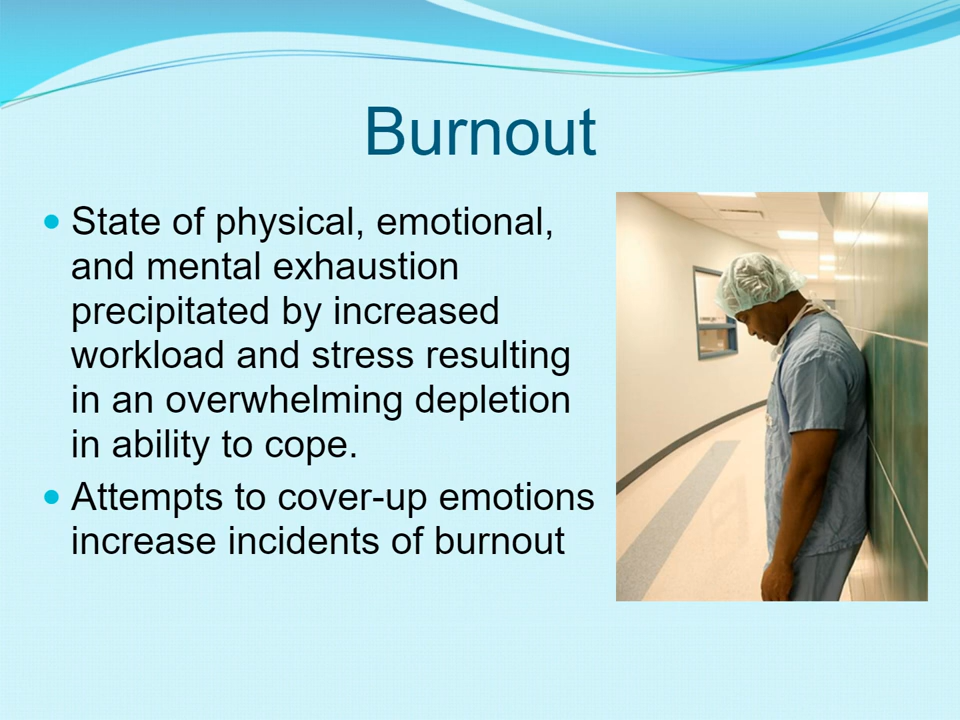 Burnout
State of physical, emotional,
and mental exhaustion
precipitated by increased
workload and stress resulting
in an overwhelming depletion
in ability to cope.
Attempts to cover-up emotions
increase incidents of burnout